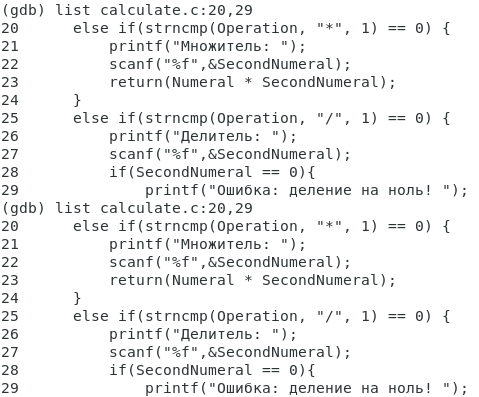 (gdb) list calculate.c:20,29
20      else if(strncmp(Operation, "*", 1) == 0) {
21          printf("Множитель: ");
22          scanf("%f",&SecondNumeral);
23          return(Numeral * SecondNumeral);
24      }
25      else if(strncmp(Operation, "/", 1) == 0) {
26          printf("Делитель: ");
27          scanf("%f",&SecondNumeral);
28          if(SecondNumeral == 0){
29              printf("Ошибка: деление на ноль! ");
(gdb) list calculate.c:20,29
20      else if(strncmp(Operation, "*", 1) == 0) {
21          printf("Множитель: ");
22          scanf("%f",&SecondNumeral);
23          return(Numeral * SecondNumeral);
24      }
25      else if(strncmp(Operation, "/", 1) == 0) {
26          printf("Делитель: ");
27          scanf("%f",&SecondNumeral);
28          if(SecondNumeral == 0){
29              printf("Ошибка: деление на ноль! ");